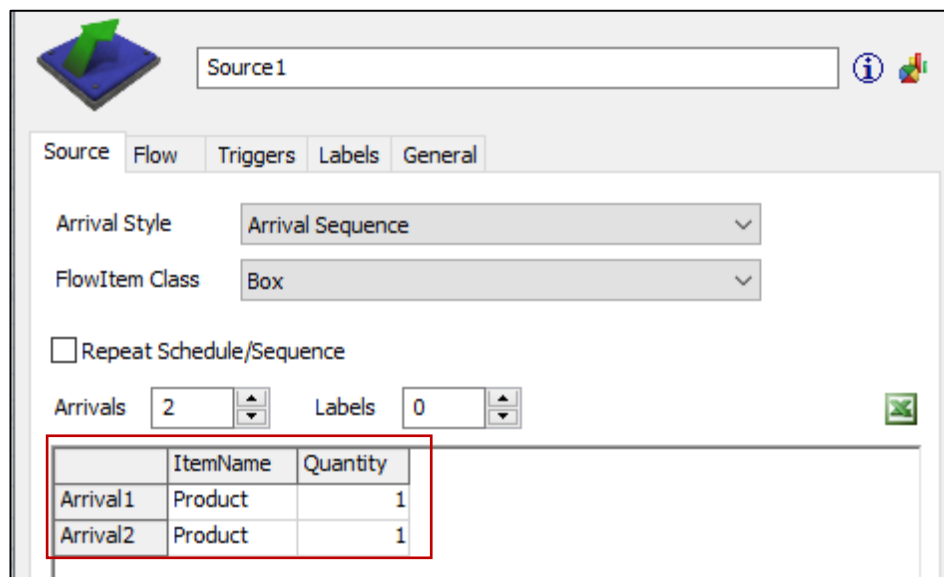 Source1
Source Flow Triggers Labels General
Arrival Style Arrival Sequence
FlowItem Class Box
Repeat Schedule/Sequence
Arrivals 2 Labels 0
ItemName Quantity
Arrival1 Product 1
Arrival2 Product 1